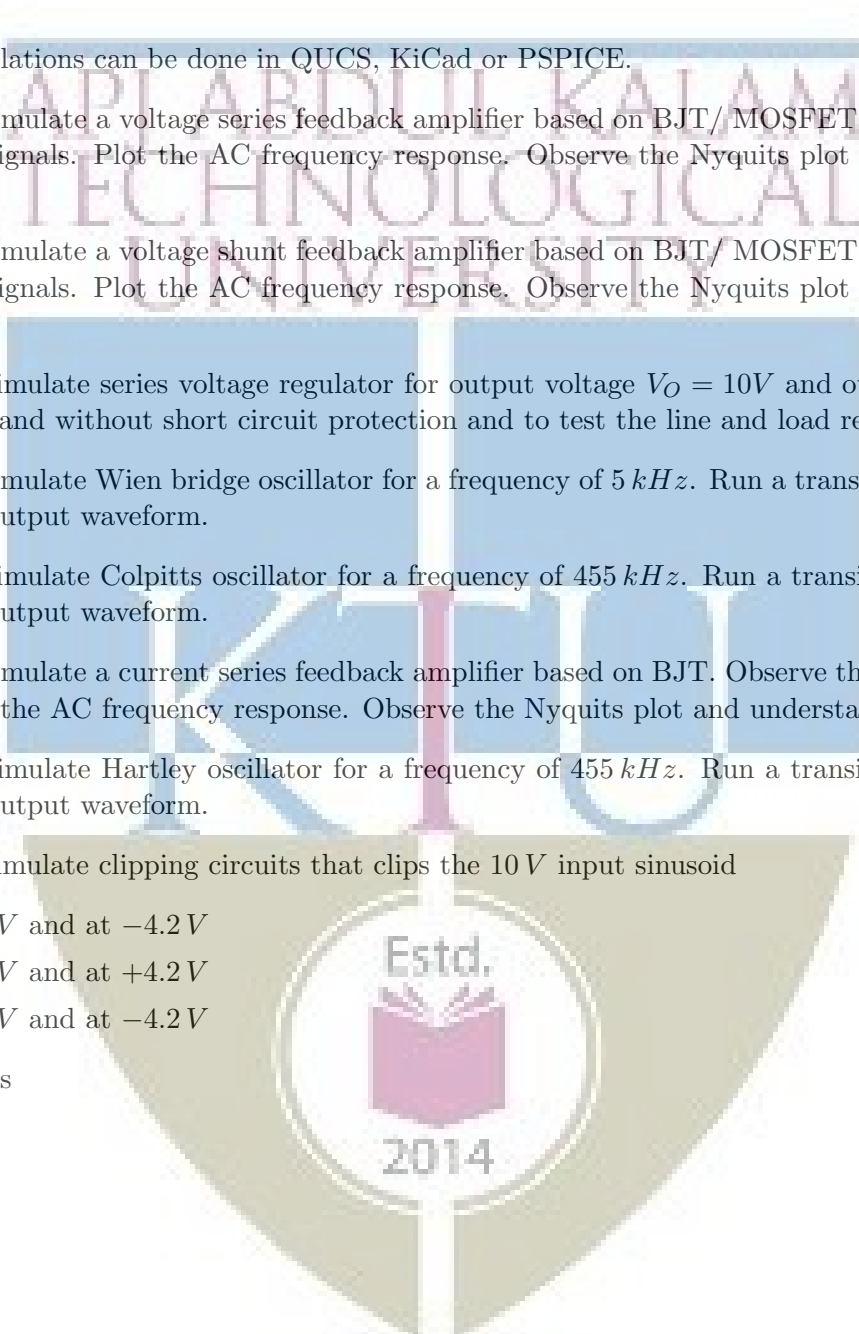 lations can be done in QUCS, KiCad or PSPICE.
API ABDUL KALAM
mulate a voltage series feedback amplifier based on BJT/ MOSFET
ignals. Plot the AC frequency response. Observe the Nyquits plot
TECHNOLOGICAL
mulate a voltage shunt feedback amplifier based on BJT/ MOSFET
UNIVERSITY
ignals. Plot the AC frequency response. Observe the Nyquits plot
imulate series voltage regulator for output voltage V_O = 10V and ou
and without short circuit protection and to test the line and load re
mulate Wien bridge oscillator for a frequency of 5 kHz. Run a trans
utput waveform.
imulate Colpitts oscillator for a frequency of 455 kHz. Run a transi
utput waveform.
mulate a current series feedback amplifier based on BJT. Observe th
the AC frequency response. Observe the Nyquits plot and understa
KTU
imulate Hartley oscillator for a frequency of 455 kHz. Run a transi
utput waveform.
mulate clipping circuits that clips the 10 V input sinusoid
V and at −4.2 V
Estd.
V and at +4.2 V
V and at −4.2 V
s
2014